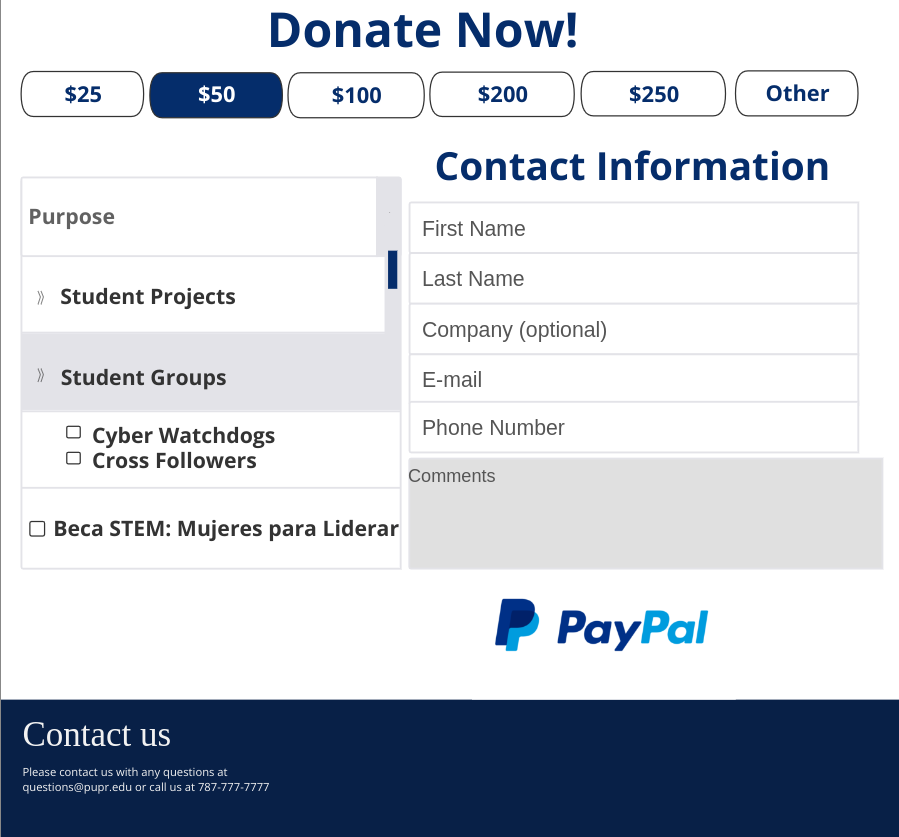 Donate Now!
$25 $50 $100 $200 $250 Other
Contact Information
Purpose
Student Projects
Student Groups
Cyber Watchdogs
Cross Followers
Beca STEM: Mujeres para Liderar
First Name
Last Name
Company (optional)
E-mail
Phone Number
Comments
PayPal
Contact us
Please contact us with any questions at
questions@pupr.edu or call us at 787-777-7777